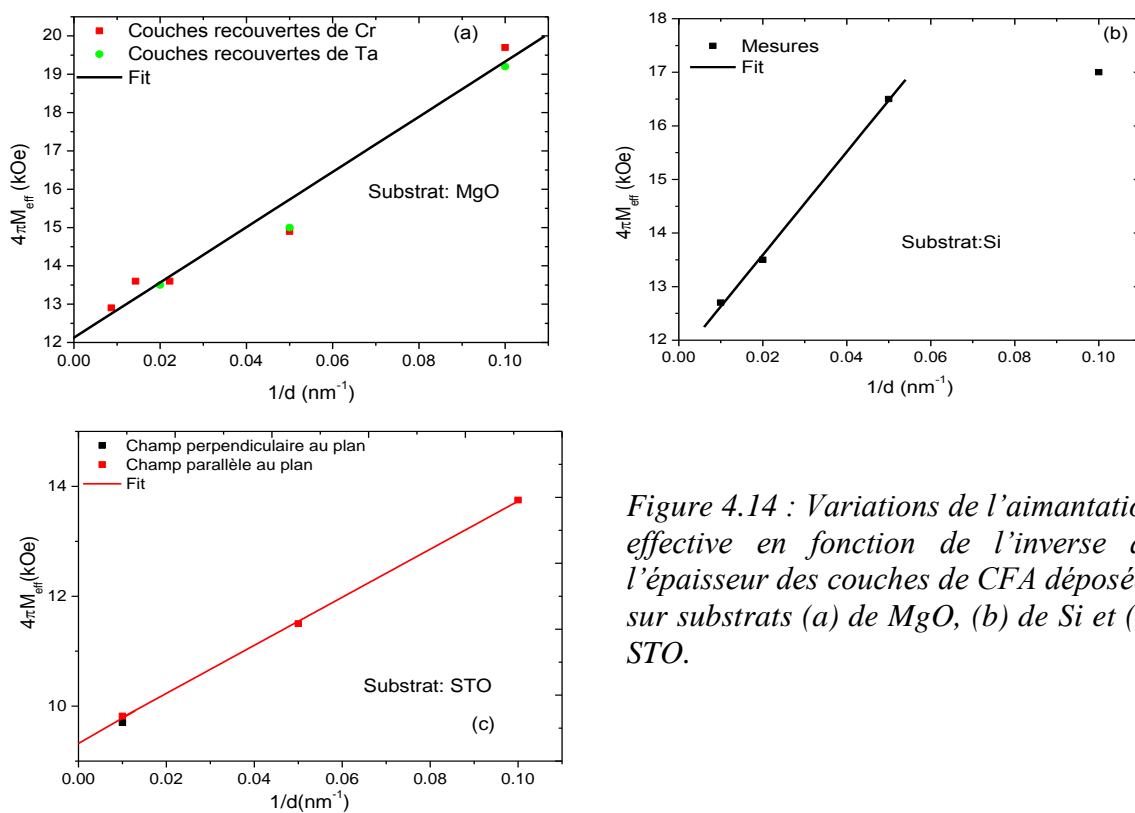 Couches recouvertes de Cr
Couches recouvertes de Ta
Fit
(a)
20
19
18
17
16
15
14
13
12
4πM_eff (kOe)
Substrat: MgO
0.00 0.02 0.04 0.06 0.08 0.10
1/d (nm⁻¹)
Mesures
Fit
(b)
18
17
16
15
14
13
12
4πM_eff (kOe)
Substrat:Si
0.00 0.02 0.04 0.06 0.08 0.10
1/d (nm⁻¹)
Champ perpendiculaire au plan
Champ parallèle au plan
Fit
14
12
10
4πM_eff(kOe)
Substrat: STO
(c)
0.00 0.02 0.04 0.06 0.08 0.10
1/d(nm⁻¹)
Figure 4.14 : Variations de l’aimantation
effective en fonction de l’inverse
l’épaisseur des couches de CFA
sur substrats (a) de MgO, (b) de Si et
STO.